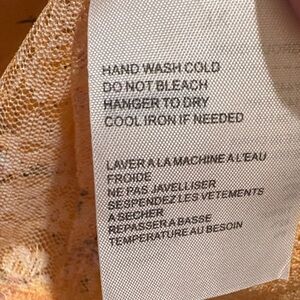 HAND WASH COLD
DO NOT BLEACH
HANGER TO DRY
COOL IRON IF NEEDED
LAVER A LA MACHINE A L'EAU
FROIDE
NE PAS JAVELLISER
SESPENDEZ LES VETEMENTS
A SECHER
REPASSER A BASSE
TEMPERATURE AU BESOIN